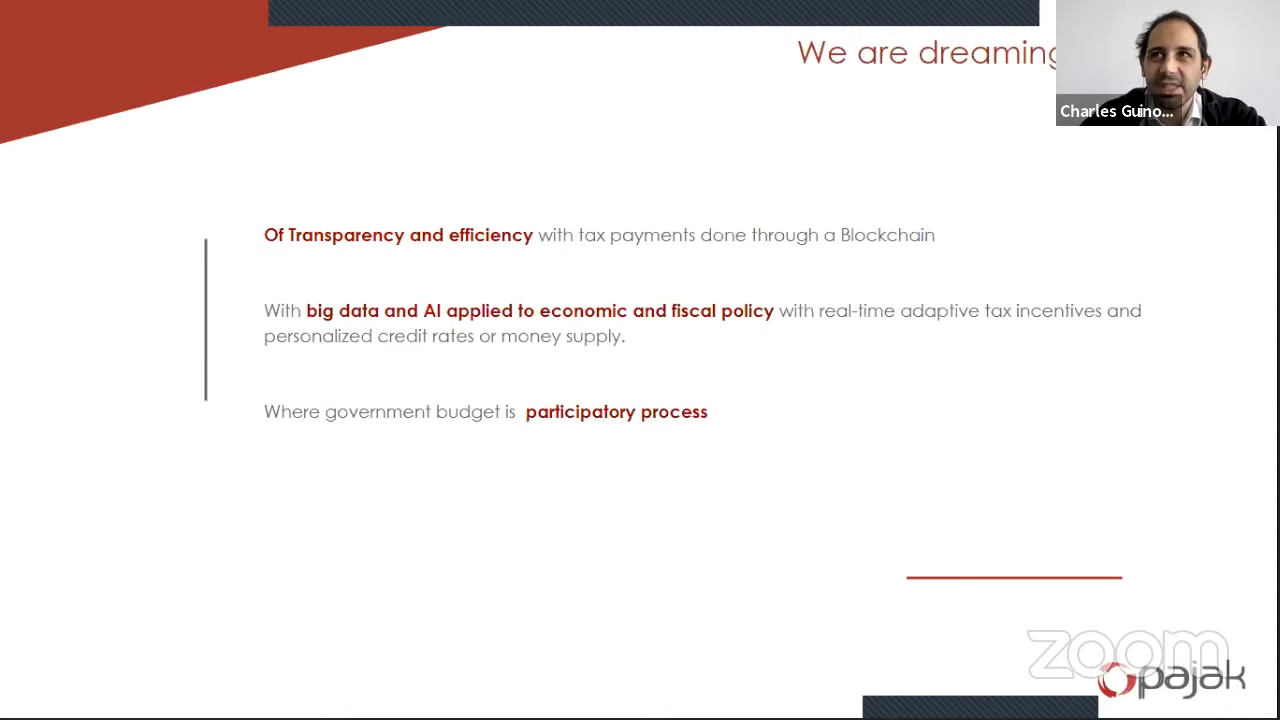 We are dreaming
Charles Guino...
Of Transparency and efficiency with tax payments done through a Blockchain
With big data and AI applied to economic and fiscal policy with real-time adaptive tax incentives and
personalized credit rates or money supply.
Where government budget is participatory process
zoom
Opajak